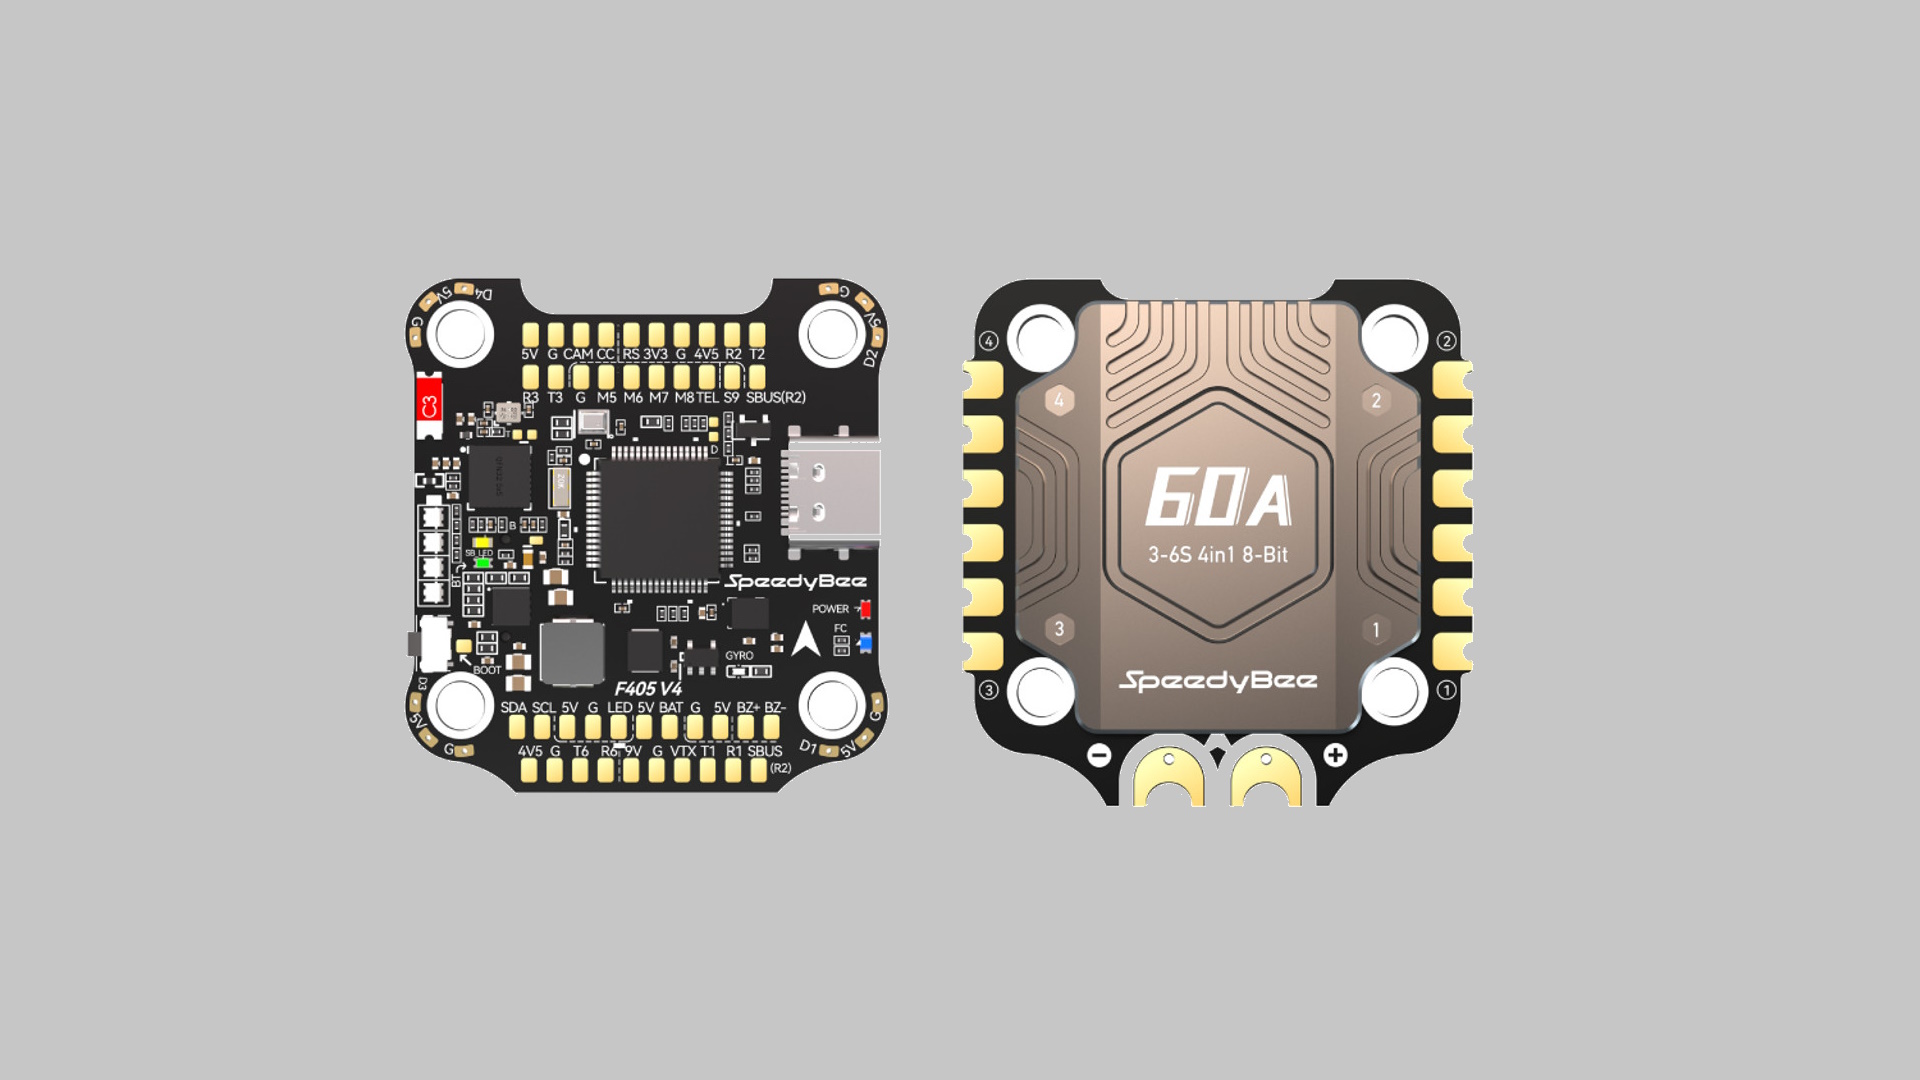 G 5V D4
G 5V D2
5V G CAM CC RS 3V3 G 4V5 R2 T2
R3 T3 G M5 M6 M7 M8 TEL S9 SBUS(R2)
C3
D
B
SB LED
BT
SpeedyBee
POWER
FC
BOOT
GYRO
F405 V4
D3 5V G
SDA SCL 5V G LED 5V BAT G 5V BZ+ BZ-
4V5 G T6 R6 9V G VTX T1 R1 SBUS
(R2)
D1 5V G
4 2
4 2
60A
3-6S 4in1 8-Bit
3 1
SpeedyBee
3 1
- +